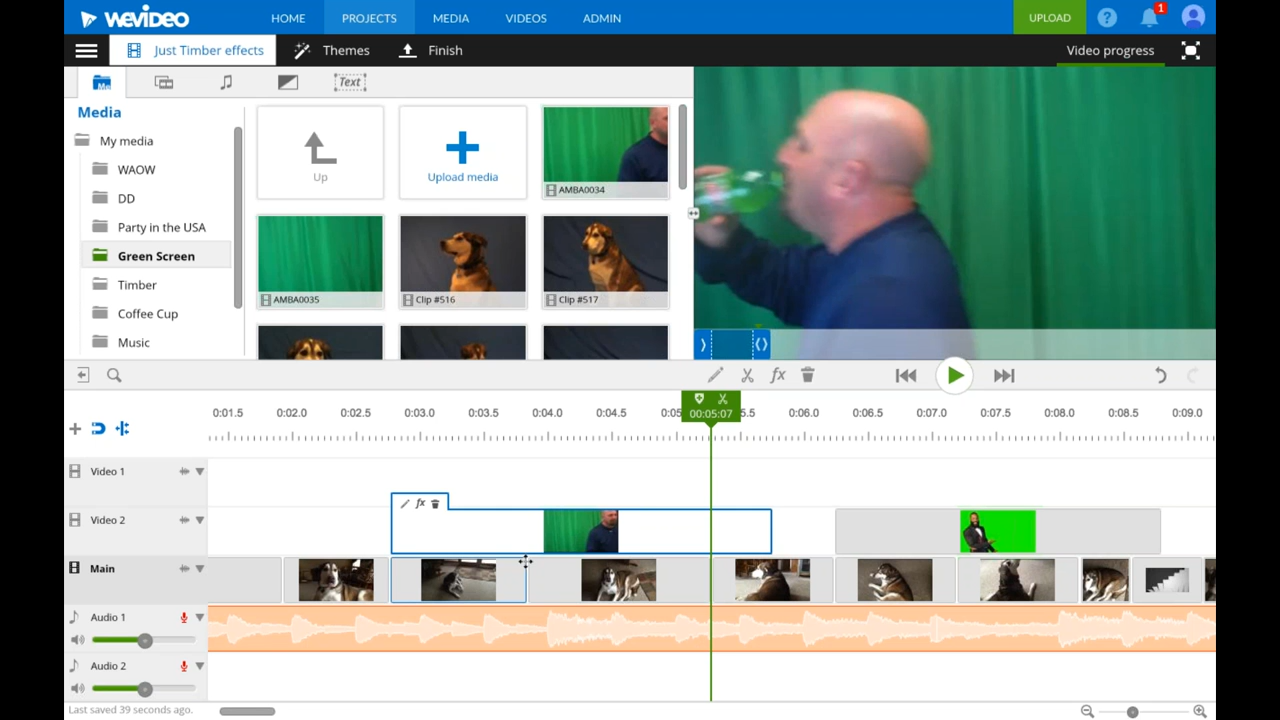 WEVIDEO HOME PROJECTS MEDIA VIDEOS ADMIN UPLOAD ? 1
Just Timber effects Themes Finish Video progress
Me Text
Media
My media
WAOW
DD
Party in the USA
Green Screen
Timber
Coffee Cup
Music
Up Upload media AMBA0034
AMBA0035 Clip #516 Clip #517
fx
0:01.5 0:02.0 0:02.5 0:03.0 0:03.5 0:04.0 0:04.5 0:05 00:05:07 5.5 0:06.0 0:06.5 0:07.0 0:07.5 0:08.0 0:08.5 0:09.0
Video 1
fx
Video 2
Main
Audio 1
Audio 2
Last saved 39 seconds ago.